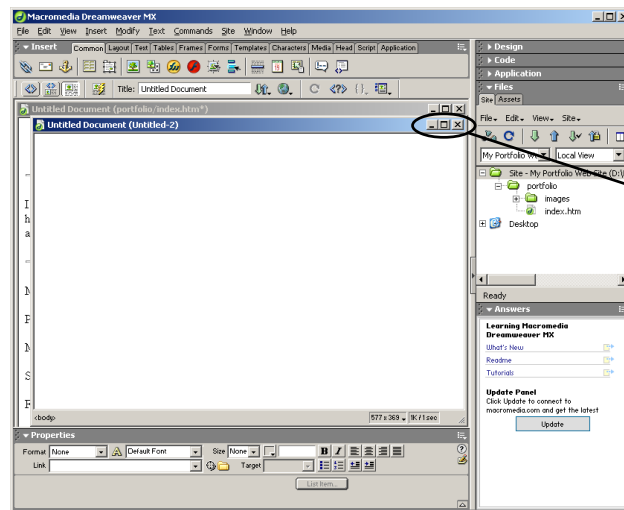 Macromedia Dreamweaver MX
File Edit View Insert Modify Text Commands Site Window Help
Insert Common Layout Text Tables Frames Forms Templates Characters Media Head Script Application
Title: Untitled Document
Untitled Document (portfolio/index.htm*)
Untitled Document (Untitled-2)
I
h
a
M
P
M
S
F
<body>
577 x 369 1K / 1 sec
Properties
Format None Default Font Size None B I
Link Target
List Item...
Design
Code
Application
Files
Site Assets
File View Edit Site
My Portfolio We Local View
Site - My Portfolio Web Site (D:\
portfolio
images
index.htm
Desktop
Ready
Answers
Learning Macromedia
Dreamweaver MX
What's New
Readme
Tutorials
Update Panel
Click Update to connect to
macromedia.com and get the latest
Update